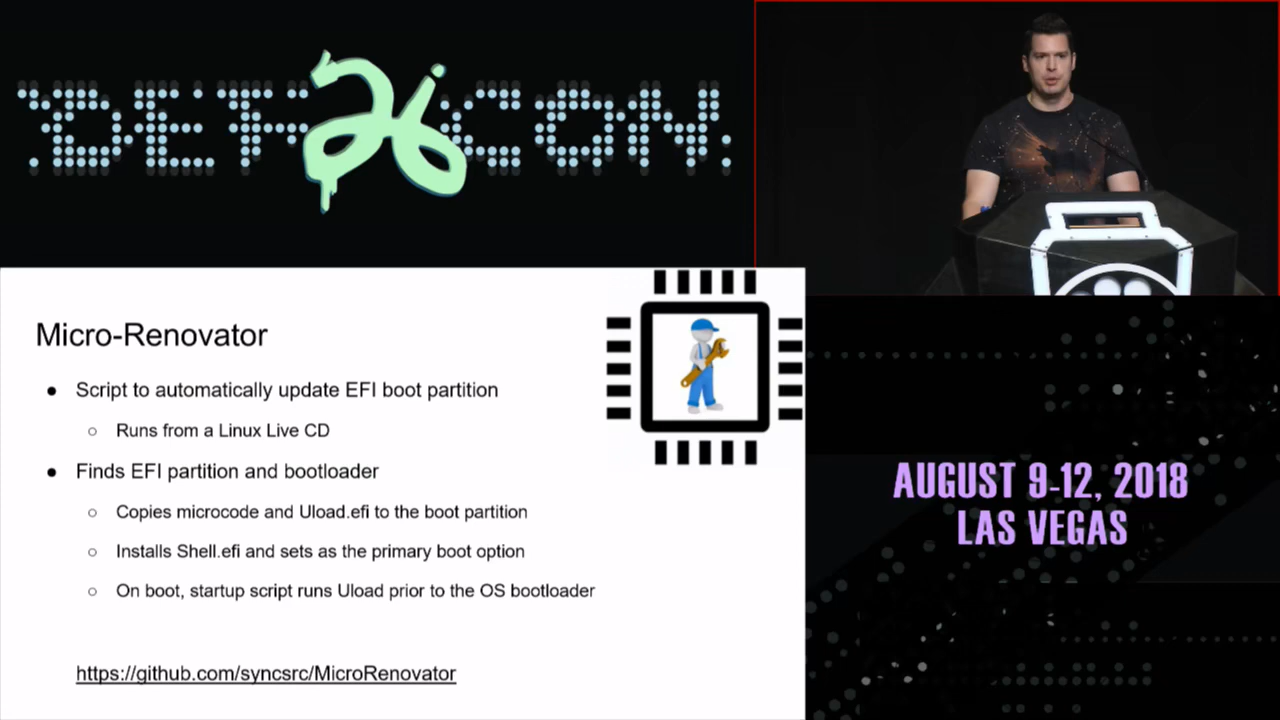 DEF 26 CON
Micro-Renovator
● Script to automatically update EFI boot partition
○ Runs from a Linux Live CD
● Finds EFI partition and bootloader
○ Copies microcode and Uload.efi to the boot partition
○ Installs Shell.efi and sets as the primary boot option
○ On boot, startup script runs Uload prior to the OS bootloader
https://github.com/syncsrc/MicroRenovator
AUGUST 9-12, 2018
LAS VEGAS